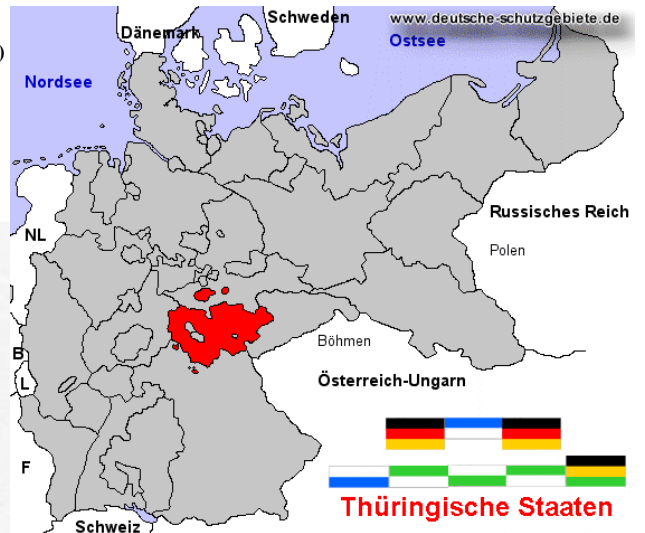 Schweden
www.deutsche-schutzgebiete.de
Dänemark
Ostsee
)
Nordsee
Russisches Reich
NL
Polen
Böhmen
B
L
Österreich-Ungarn
F
Thüringische Staaten
Schweiz